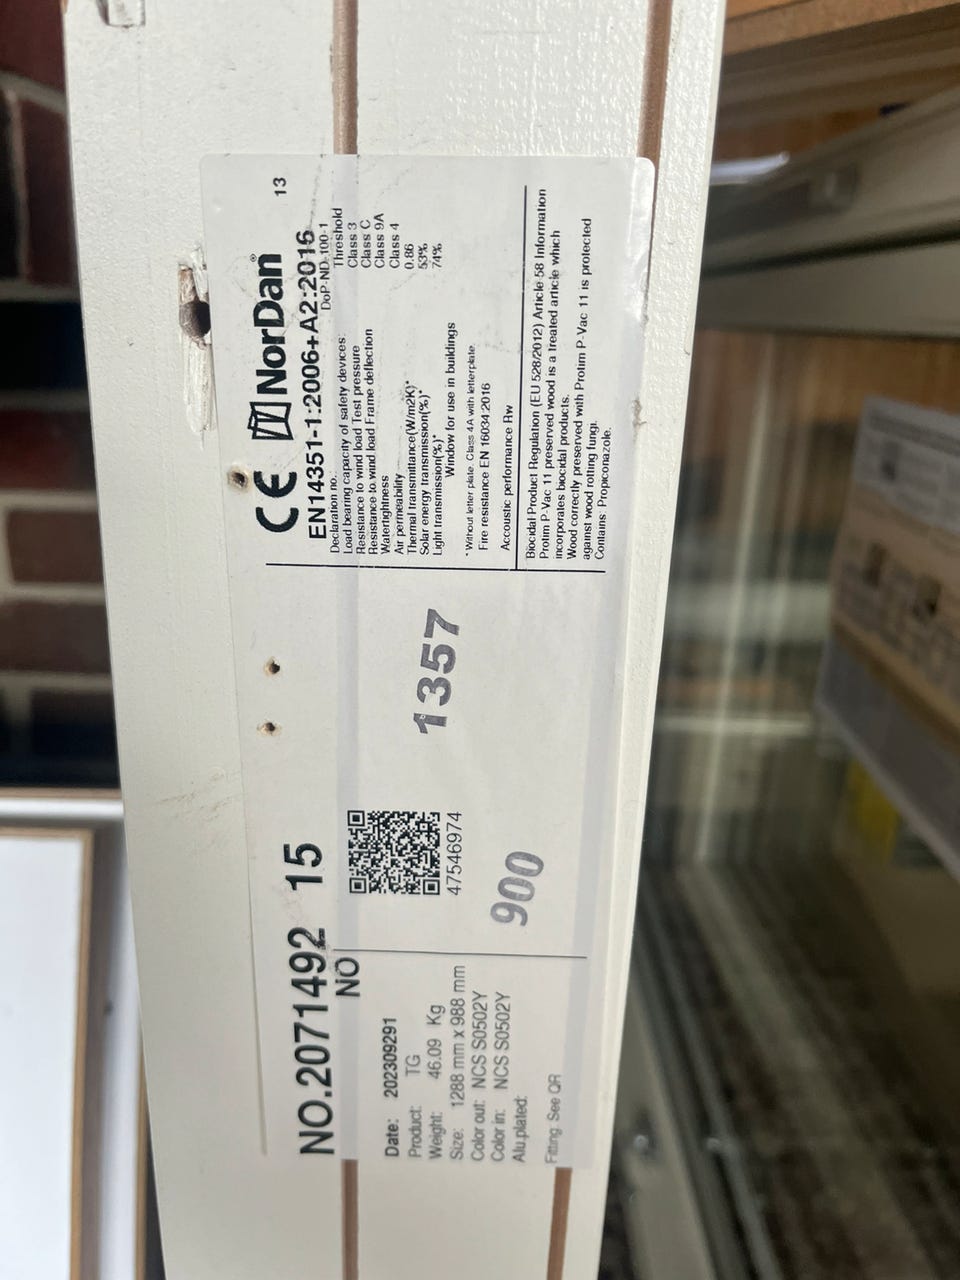 NO.2071492 15
NO
Date: 202309291
Product: TG
Weight: 46.09 Kg
Size: 1288 mm x 988 mm
Color out: NCS S0502Y
Color in: NCS S0502Y
Alu.plated:
Fitting: See QR
47546974
900
1357
CE NorDan® 13
EN14351-1:2006+A2:2016
Declaration no.: DoP-ND-100-1
Load bearing capacity of safety devices: Threshold
Resistance to wind load Test pressure Class 3
Resistance to wind load Frame deflection Class C
Watertightness Class 9A
Air permeability Class 4
Thermal transmittance(W/m2K)* 0.86
Solar energy transmission(%)* 53%
Light transmission(%)* 74%
Window for use in buildings
*Without letter plate. Class 4A with letterplate.
Fire resistance EN 16034:2016
Accoustic performance Rw
Biocidal Product Regulation (EU 528/2012) Article 58 Information
Protim P-Vac 11 preserved wood is a treated article which
incorporates biocidal products.
Wood correctly preserved with Protim P-Vac 11 is protected
against wood rotting fungi.
Contains: Propiconazole.